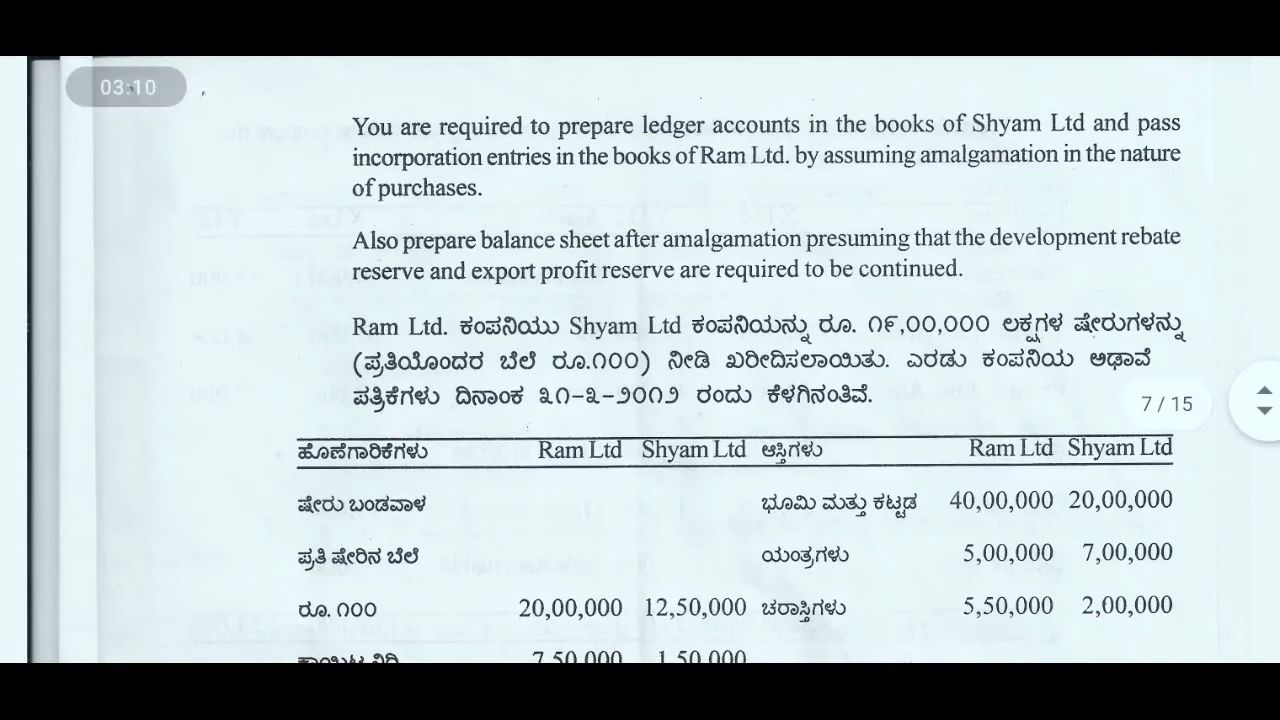 03:10
You are required to prepare ledger accounts in the books of Shyam Ltd and pass
incorporation entries in the books of Ram Ltd. by assuming amalgamation in the nature
of purchases.
Also prepare balance sheet after amalgamation presuming that the development rebate
reserve and export profit reserve are required to be continued.
Ram Ltd. ಕಂಪನಿಯು Shyam Ltd ಕಂಪನಿಯನ್ನು ರೂ. ೧೯,00,000 ಲಕ್ಷಗಳ ಷೇರುಗಳನ್ನು
(ಪ್ರತಿಯೊಂದರ ಬೆಲೆ ರೂ.೧೦೦) ನೀಡಿ ಖರೀದಿಸಲಾಯಿತು. ಎರಡು ಕಂಪನಿಯ ಅಢಾವೆ
ಪತ್ರಿಕೆಗಳು ದಿನಾಂಕ ೩೧-೩-೨೦೧೨ ರಂದು ಕೆಳಗಿನಂತಿವೆ.
7 / 15
ಹೊಣೆಗಾರಿಕೆಗಳು Ram Ltd Shyam Ltd ಆಸ್ತಿಗಳು Ram Ltd Shyam Ltd
ಷೇರು ಬಂಡವಾಳ ಭೂಮಿ ಮತ್ತು ಕಟ್ಟಡ 40,00,000 20,00,000
ಪ್ರತಿ ಷೇರಿನ ಬೆಲೆ ಯಂತ್ರಗಳು 5,00,000 7,00,000
ರೂ. ೧೦೦ 20,00,000 12,50,000 ಚರಾಸ್ತಿಗಳು 5,50,000 2,00,000
7,50,000 1,50,000